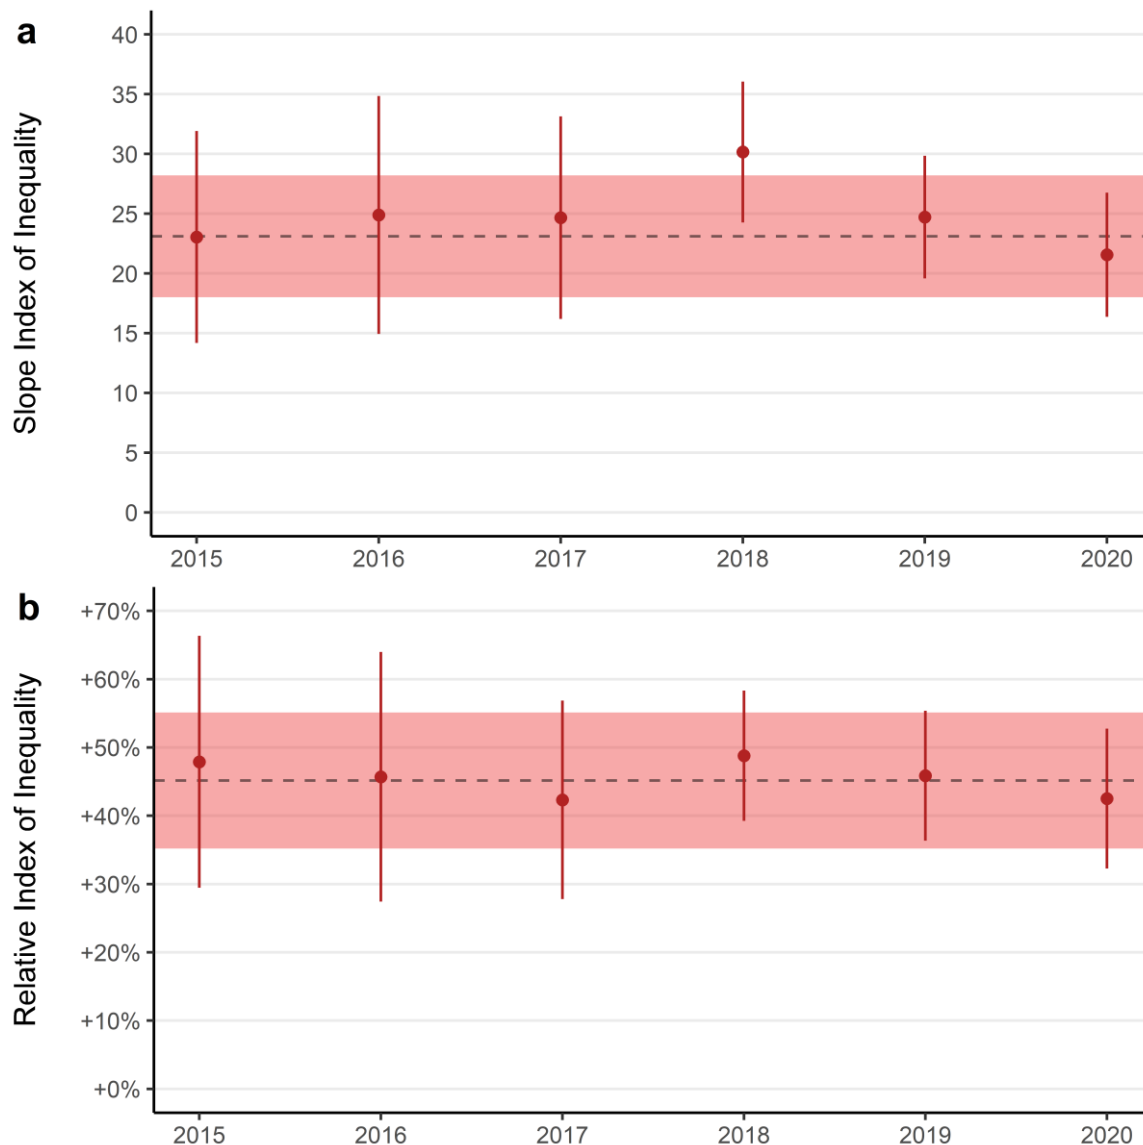 a
Slope Index of Inequality
40
35
30
25
20
15
10
5
0
2015 2016 2017 2018 2019 2020
b
Relative Index of Inequality
+70%
+60%
+50%
+40%
+30%
+20%
+10%
+0%
2015 2016 2017 2018 2019 2020